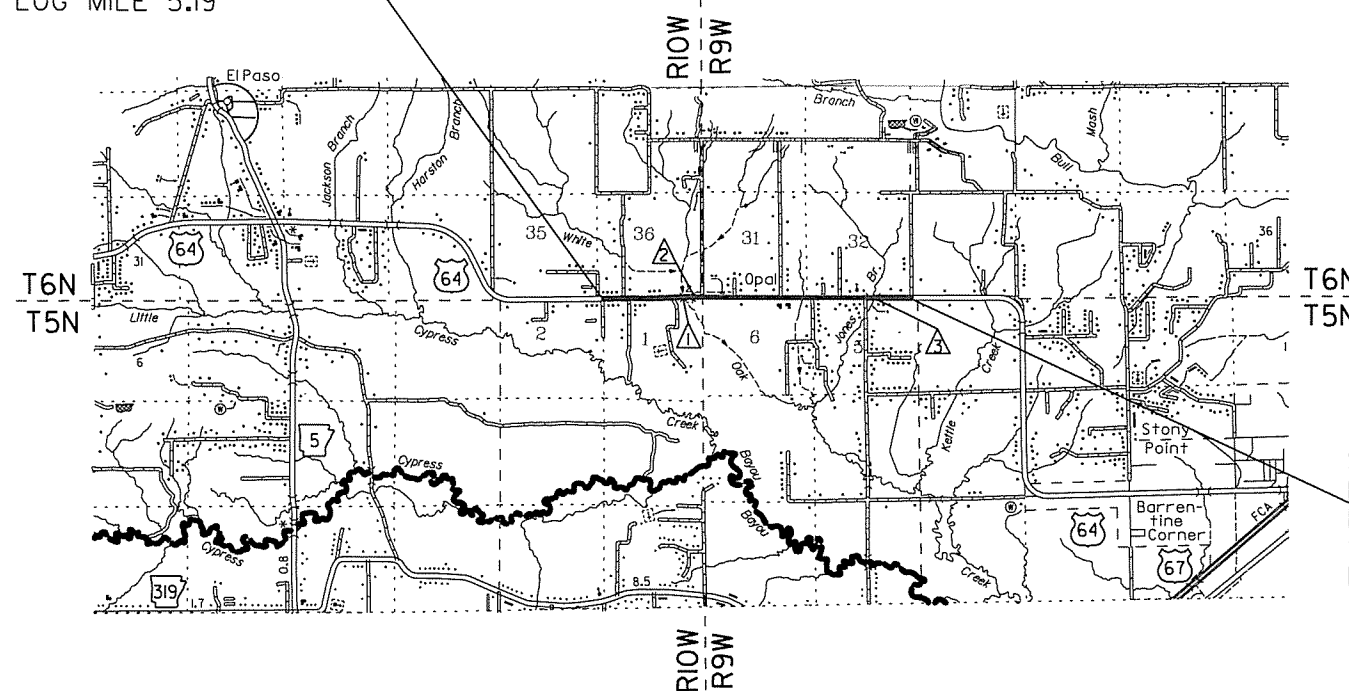 LOG MILE 5.19
R10W
R9W
El Paso
Branch
Mash
Bull
Jackson Branch
Harston Branch
35
White
36
2
31
32
36
64
31
64
Opal
Br.
T6N
T5N
T6N
T5N
Little
Cypress
2
1
1
6
Jones
5
3
Creek
6
Oak
Creek
Kettle
Stony
Point
5
Cypress
Bayou
Bayou
Barren-
tine
Corner
64
FCA
67
Cypress
0.8
Creek
319
1.7
8.5
R10W
R9W